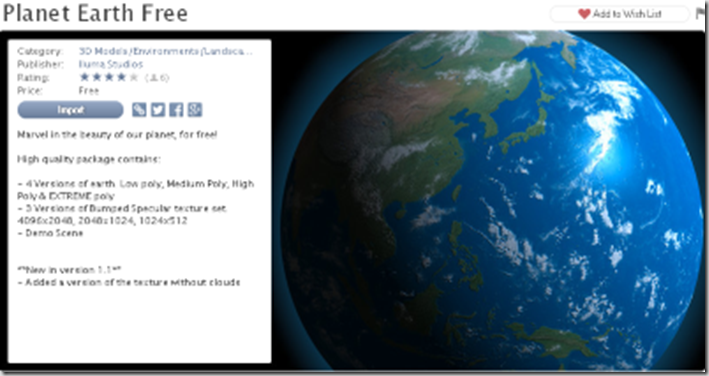 Planet Earth Free
Add to Wish List
Category: 3D Models/Environments/Landsca...
Publisher: Iluma Studios
Rating: (6)
Price: Free
Import
Marvel in the beauty of our planet, for free!
High quality package contains:
- 4 Versions of earth. Low poly, Medium Poly, High
Poly & EXTREME poly
- 3 Versions of Bumped Specular texture set.
4096x2048, 2048x1024, 1024x512
- Demo Scene
**New in version 1.1**
- Added a version of the texture without clouds